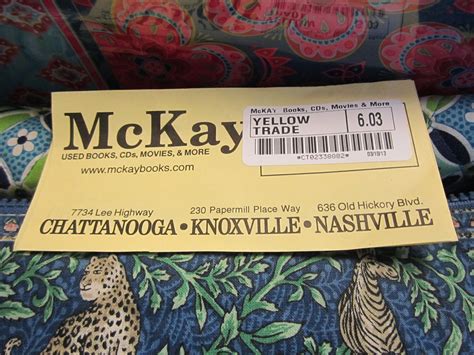 McKay
USED BOOKS, CDs, MOVIES, & MORE
www.mckaybooks.com
McKAY Books, CDs, Movies & More
YELLOW
TRADE
6.03
*CT02338082*
091913
7734 Lee Highway
230 Papermill Place Way
636 Old Hickory Blvd.
CHATTANOOGA • KNOXVILLE • NASHVILLE